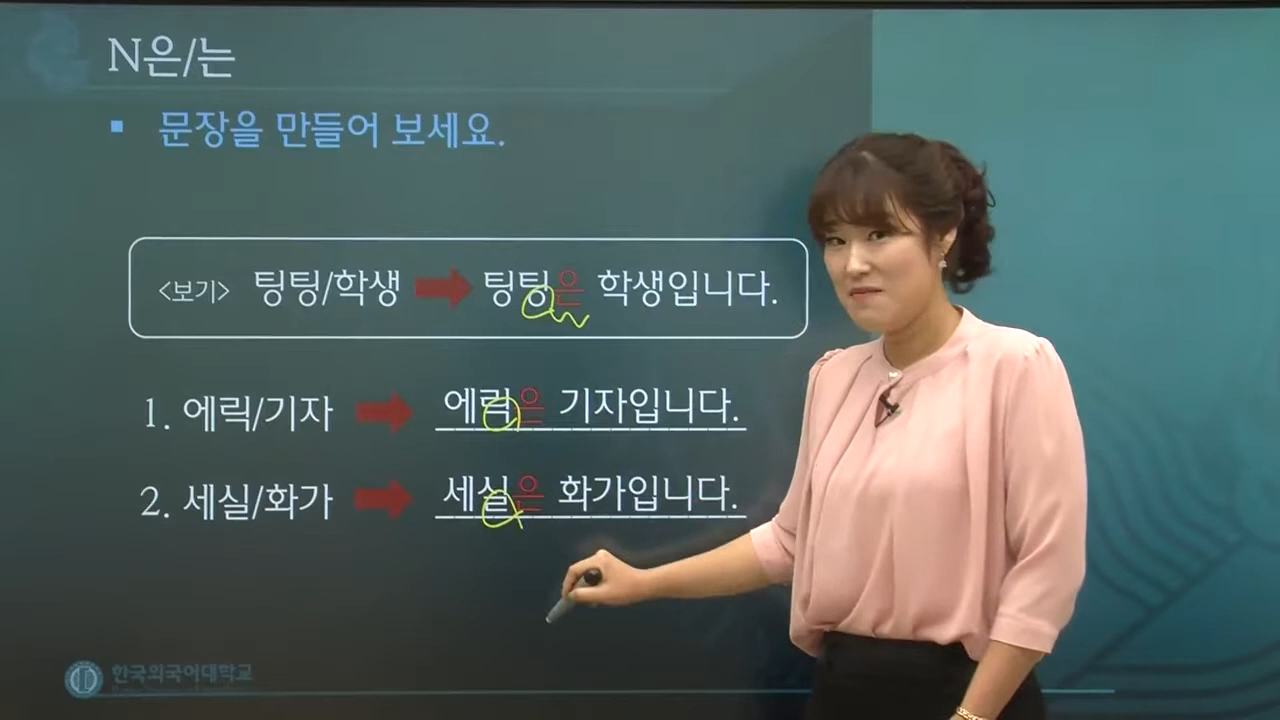 N은/는
▪ 문장을 만들어 보세요.
<보기> 팅팅/학생 ➡ 팅팅은 학생입니다.
1. 에릭/기자 ➡ 에릭은 기자입니다.
2. 세실/화가 ➡ 세실은 화가입니다.
한국외국어대학교